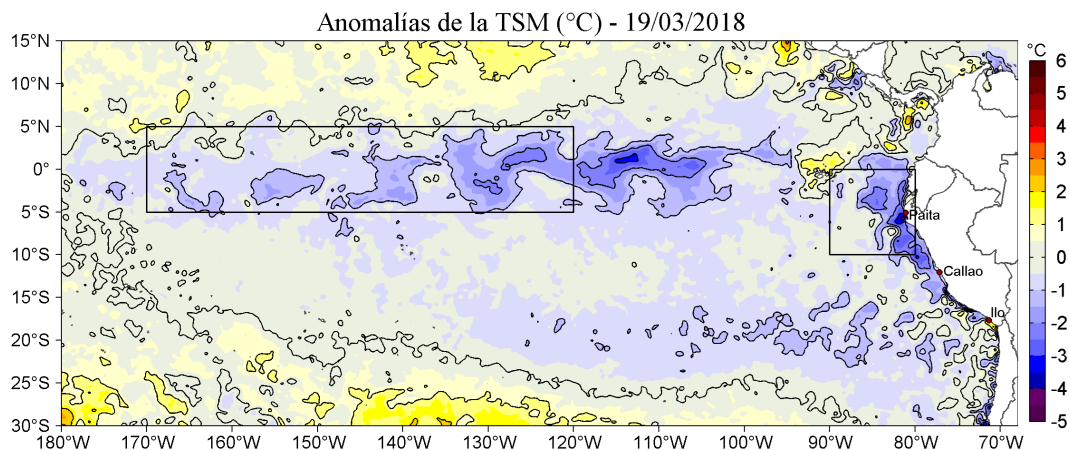 Anomalías de la TSM (°C) - 19/03/2018
15°N
10°N
5°N
0°
5°S
10°S
15°S
20°S
25°S
30°S
180°W
170°W
160°W
150°W
140°W
130°W
120°W
110°W
100°W
90°W
80°W
70°W
Paita
Callao
Ilo
°C
6
5
4
3
2
1
0
-1
-2
-3
-4
-5